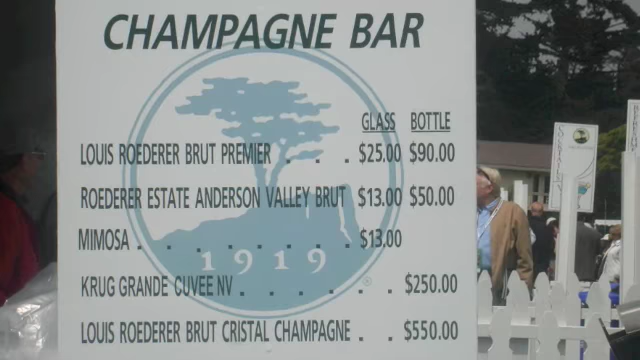 CHAMPAGNE BAR
GLASS BOTTLE
LOUIS ROEDERER BRUT PREMIER . . . $25.00 $90.00
ROEDERER ESTATE ANDERSON VALLEY BRUT $13.00 $50.00
MIMOSA . . . . . . . . $13.00
1919 ®
KRUG GRANDE CUVEE NV . . . . . . $250.00
LOUIS ROEDERER BRUT CRISTAL CHAMPAGNE . . $550.00